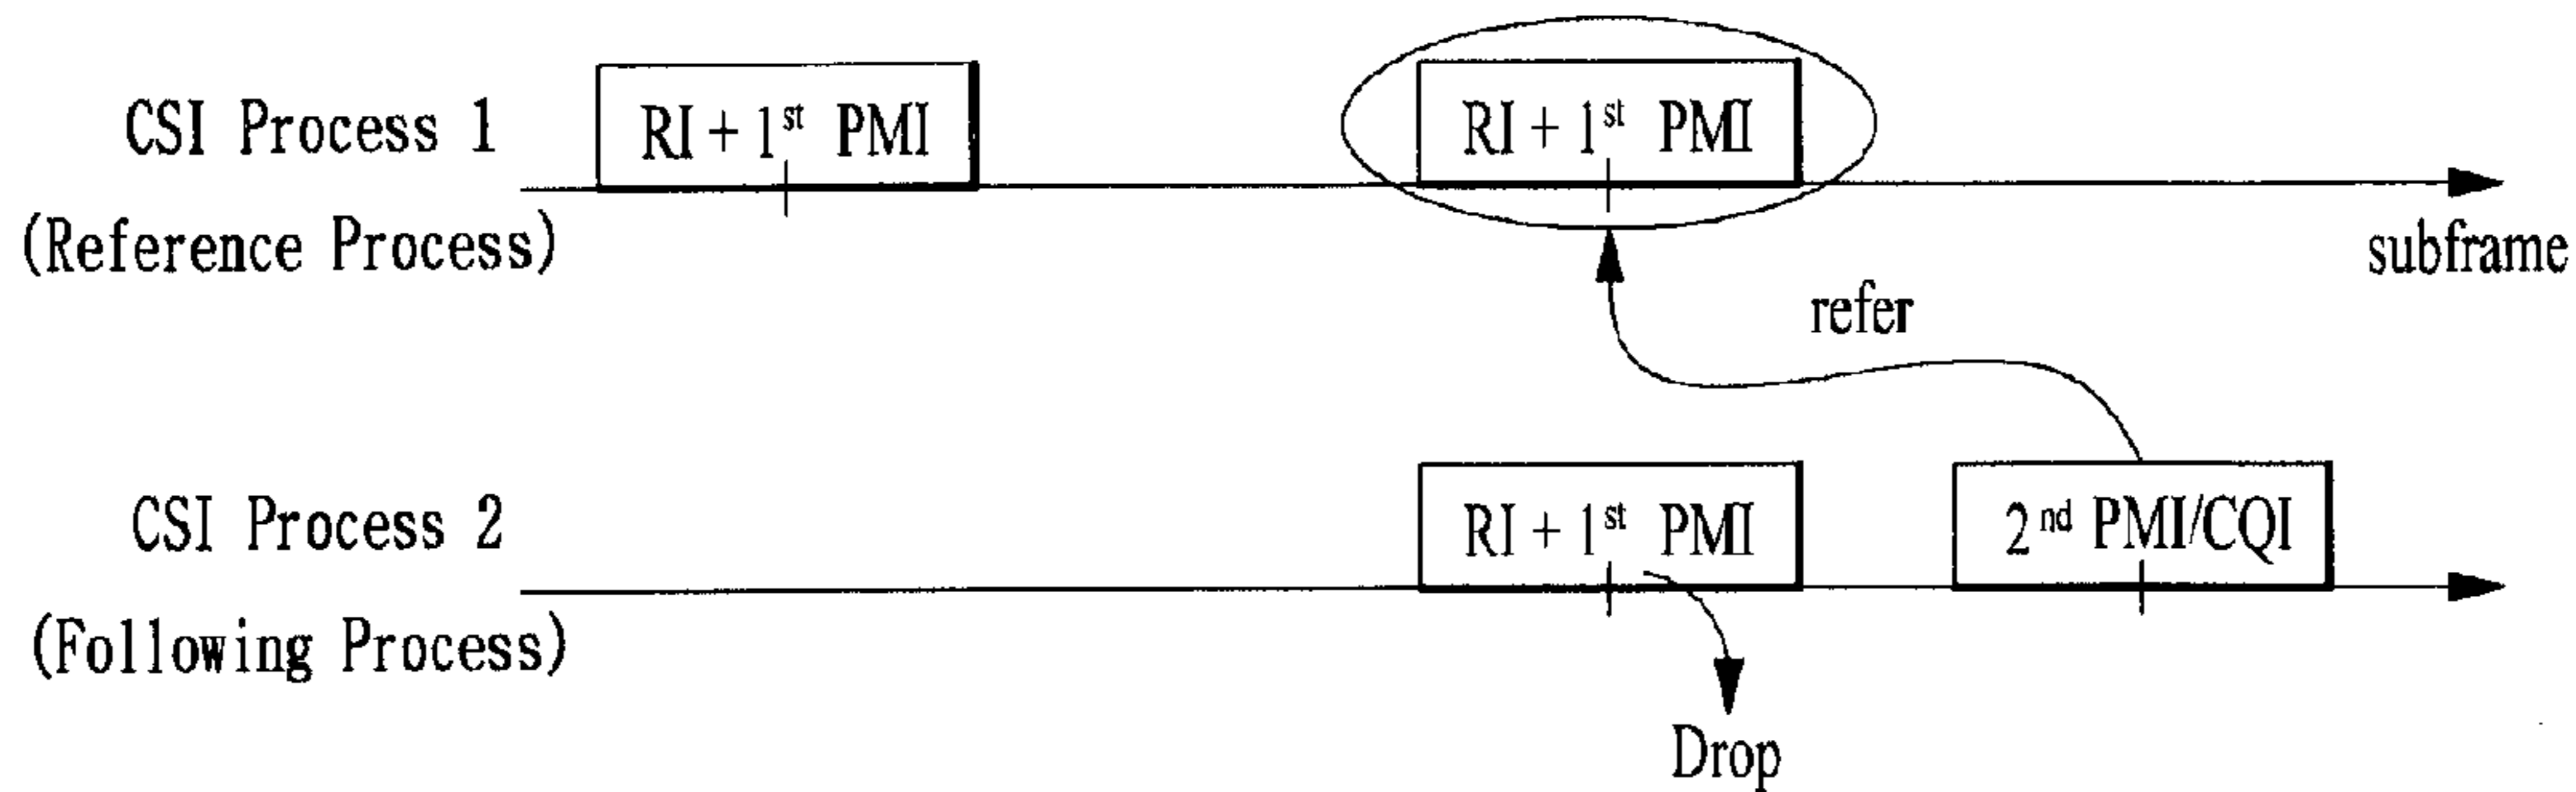 CSI Process 1
(Reference Process)
RI + 1st PMI
RI + 1st PMI
subframe
refer
CSI Process 2
(Following Process)
RI + 1st PMI
2nd PMI/CQI
Drop